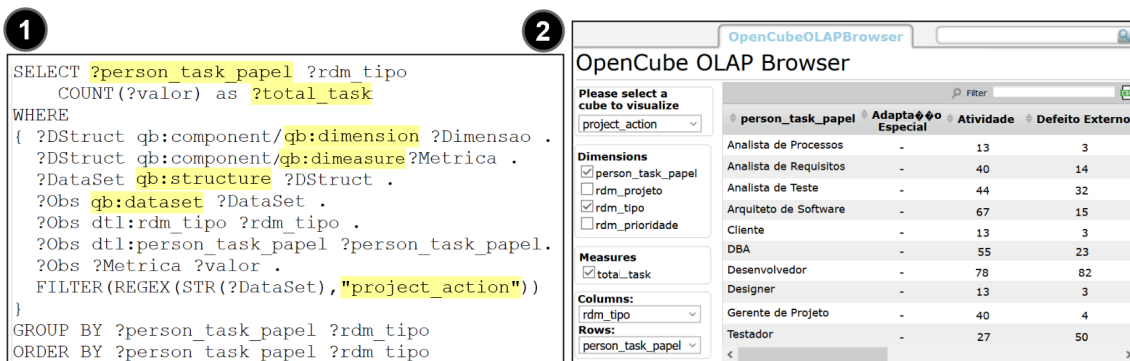 1
SELECT ?person_task_papel ?rdm_tipo
COUNT(?valor) as ?total_task
WHERE
{ ?DStruct qb:component/qb:dimension ?Dimensao .
?DStruct qb:component/qb:dimeasure?Metrica .
?DataSet qb:structure ?DStruct .
?Obs qb:dataset ?DataSet .
?Obs dtl:rdm_tipo ?rdm_tipo .
?Obs dtl:person_task_papel ?person_task_papel.
?Obs ?Metrica ?valor .
FILTER(REGEX(STR(?DataSet),"project_action"))
}
GROUP BY ?person_task_papel ?rdm_tipo
ORDER BY ?person_task_papel ?rdm_tipo
2
OpenCubeOLAPBrowser
OpenCube OLAP Browser
Please select a
cube to visualize
project_action
Dimensions
person_task_papel
rdm_projeto
rdm_tipo
rdm_prioridade
Measures
total_task
Columns:
rdm_tipo
Rows:
person_task_papel
Filter
person_task_papel Adapta��o Especial Atividade Defeito Externo
Analista de Processos - 13 3
Analista de Requisitos - 40 14
Analista de Teste - 44 32
Arquiteto de Software - 67 15
Cliente - 13 3
DBA - 55 23
Desenvolvedor - 78 82
Designer - 13 3
Gerente de Projeto - 40 4
Testador - 27 50